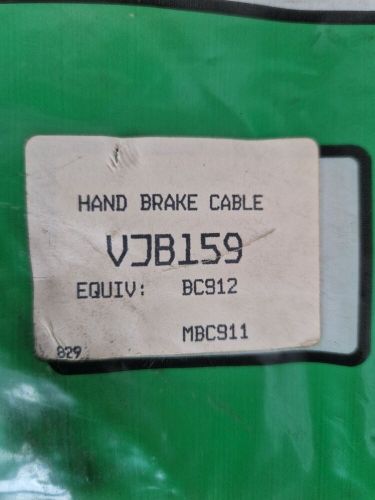 HAND BRAKE CABLE
VJB159
EQUIV: BC912
MBC911
829